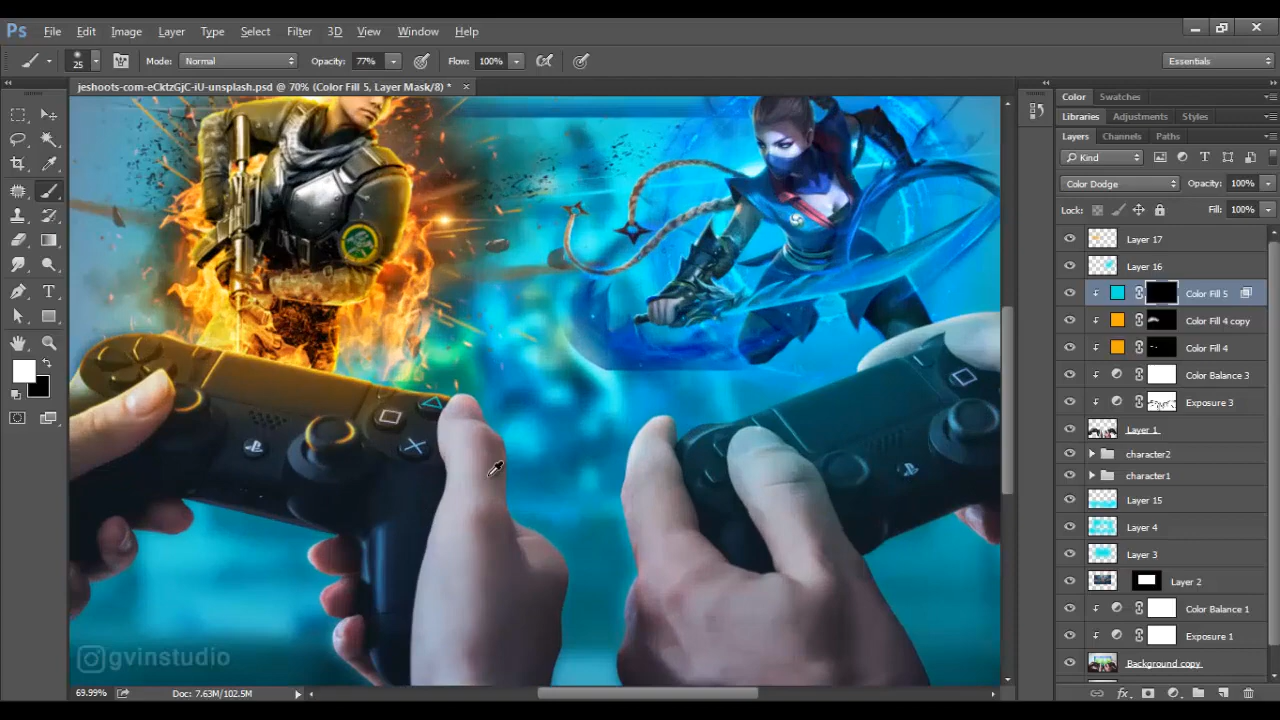 Ps File Edit Image Layer Type Select Filter 3D View Window Help
25 Mode: Normal Opacity: 77% Flow: 100% Essentials
jeshoots-com-eCktzGjC-iU-unsplash.psd @ 70% (Color Fill 5, Layer Mask/8) *
Color Swatches
Libraries Adjustments Styles
Layers Channels Paths
Kind
Color Dodge Opacity: 100%
Lock: Fill: 100%
Layer 17
Layer 16
Color Fill 5
Color Fill 4 copy
Color Fill 4
Color Balance 3
Exposure 3
Layer 1
character2
character1
Layer 15
Layer 4
Layer 3
Layer 2
Color Balance 1
Exposure 1
Background copy
gvinstudio
69.99% Doc: 7.63M/102.5M